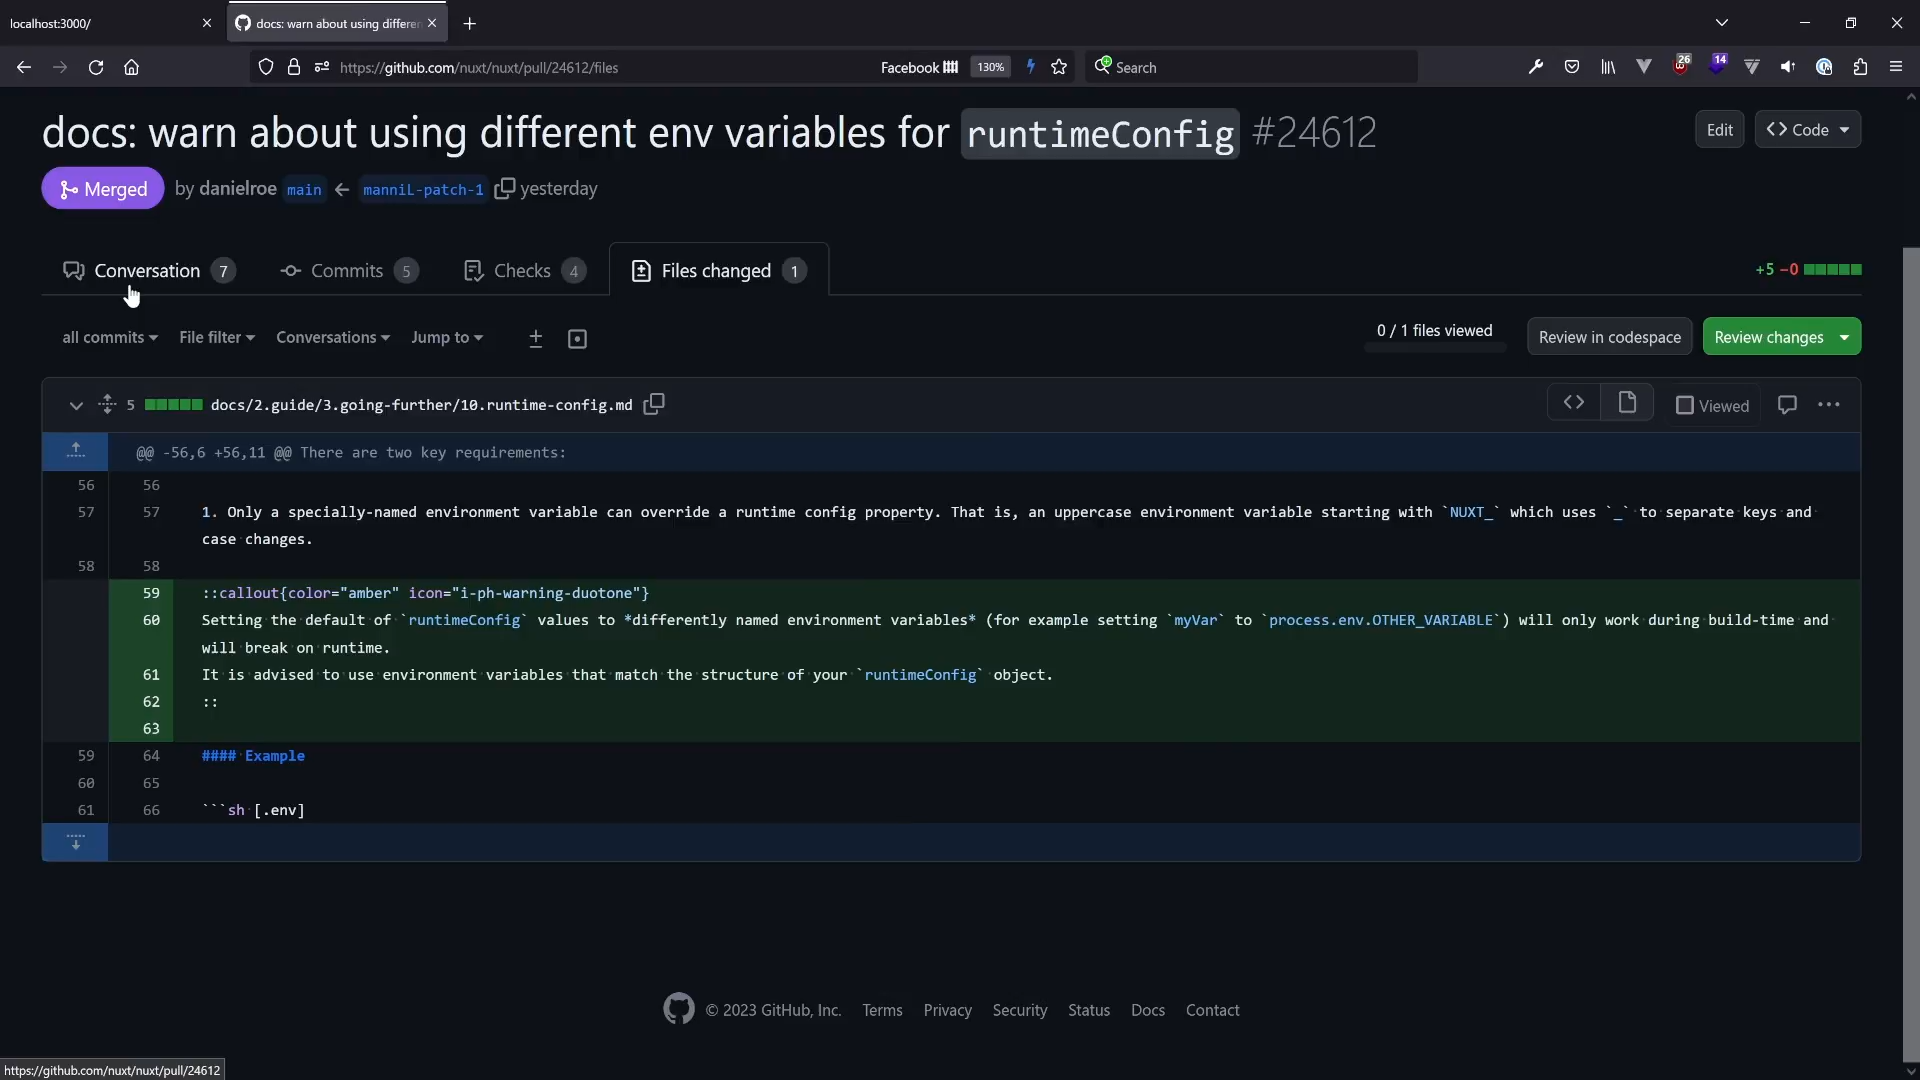 localhost:3000/
docs: warn about using differen
https://github.com/nuxt/nuxt/pull/24612/files
Facebook
130%
Search
26
14
docs: warn about using different env variables for runtimeConfig #24612
Edit
<> Code
Merged
by danielroe main ← manniL-patch-1 yesterday
Conversation 7
Commits 5
Checks 4
Files changed 1
+5 −0
all commits
File filter
Conversations
Jump to
0 / 1 files viewed
Review in codespace
Review changes
5 docs/2.guide/3.going-further/10.runtime-config.md
Viewed
@@ -56,6 +56,11 @@ There are two key requirements:
56 56
57 57 1. Only a specially-named environment variable can override a runtime config property. That is, an uppercase environment variable starting with `NUXT_` which uses `_` to separate keys and
case changes.
58 58
59 ::callout{color="amber" icon="i-ph-warning-duotone"}
60 Setting the default of `runtimeConfig` values to *differently named environment variables* (for example setting `myVar` to `process.env.OTHER_VARIABLE`) will only work during build-time and
will break on runtime.
61 It is advised to use environment variables that match the structure of your `runtimeConfig` object.
62 ::
63
59 64 #### Example
60 65
61 66 ```sh [.env]
© 2023 GitHub, Inc.
Terms
Privacy
Security
Status
Docs
Contact
https://github.com/nuxt/nuxt/pull/24612